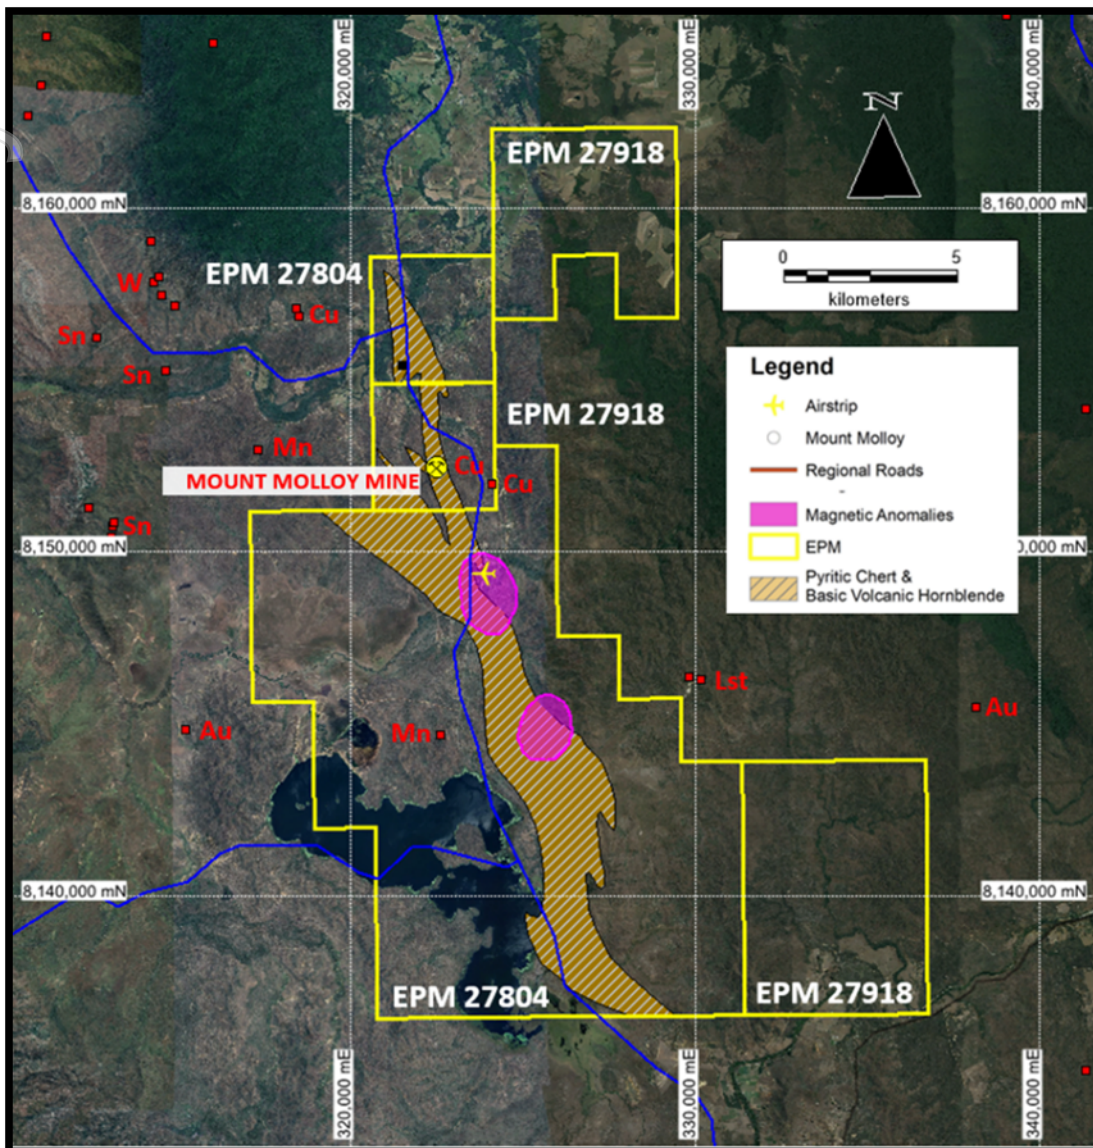 320,000 mE
330,000 mE
340,000 mE
N
EPM 27918
8,160,000 mN
8,160,000 mN
EPM 27804
0 5
kilometers
W
Cu
Sn
Sn
Legend
Airstrip
Mount Molloy
Regional Roads
Magnetic Anomalies
EPM
Pyritic Chert &
Basic Volcanic Hornblende
EPM 27918
Mn
Cu
MOUNT MOLLOY MINE
Cu
Sn
8,150,000 mN
0,000 mN
Lst
Au
Au
Mn
8,140,000 mN
8,140,000 mN
EPM 27804
EPM 27918
320,000 mE
330,000 mE
340,000 mE